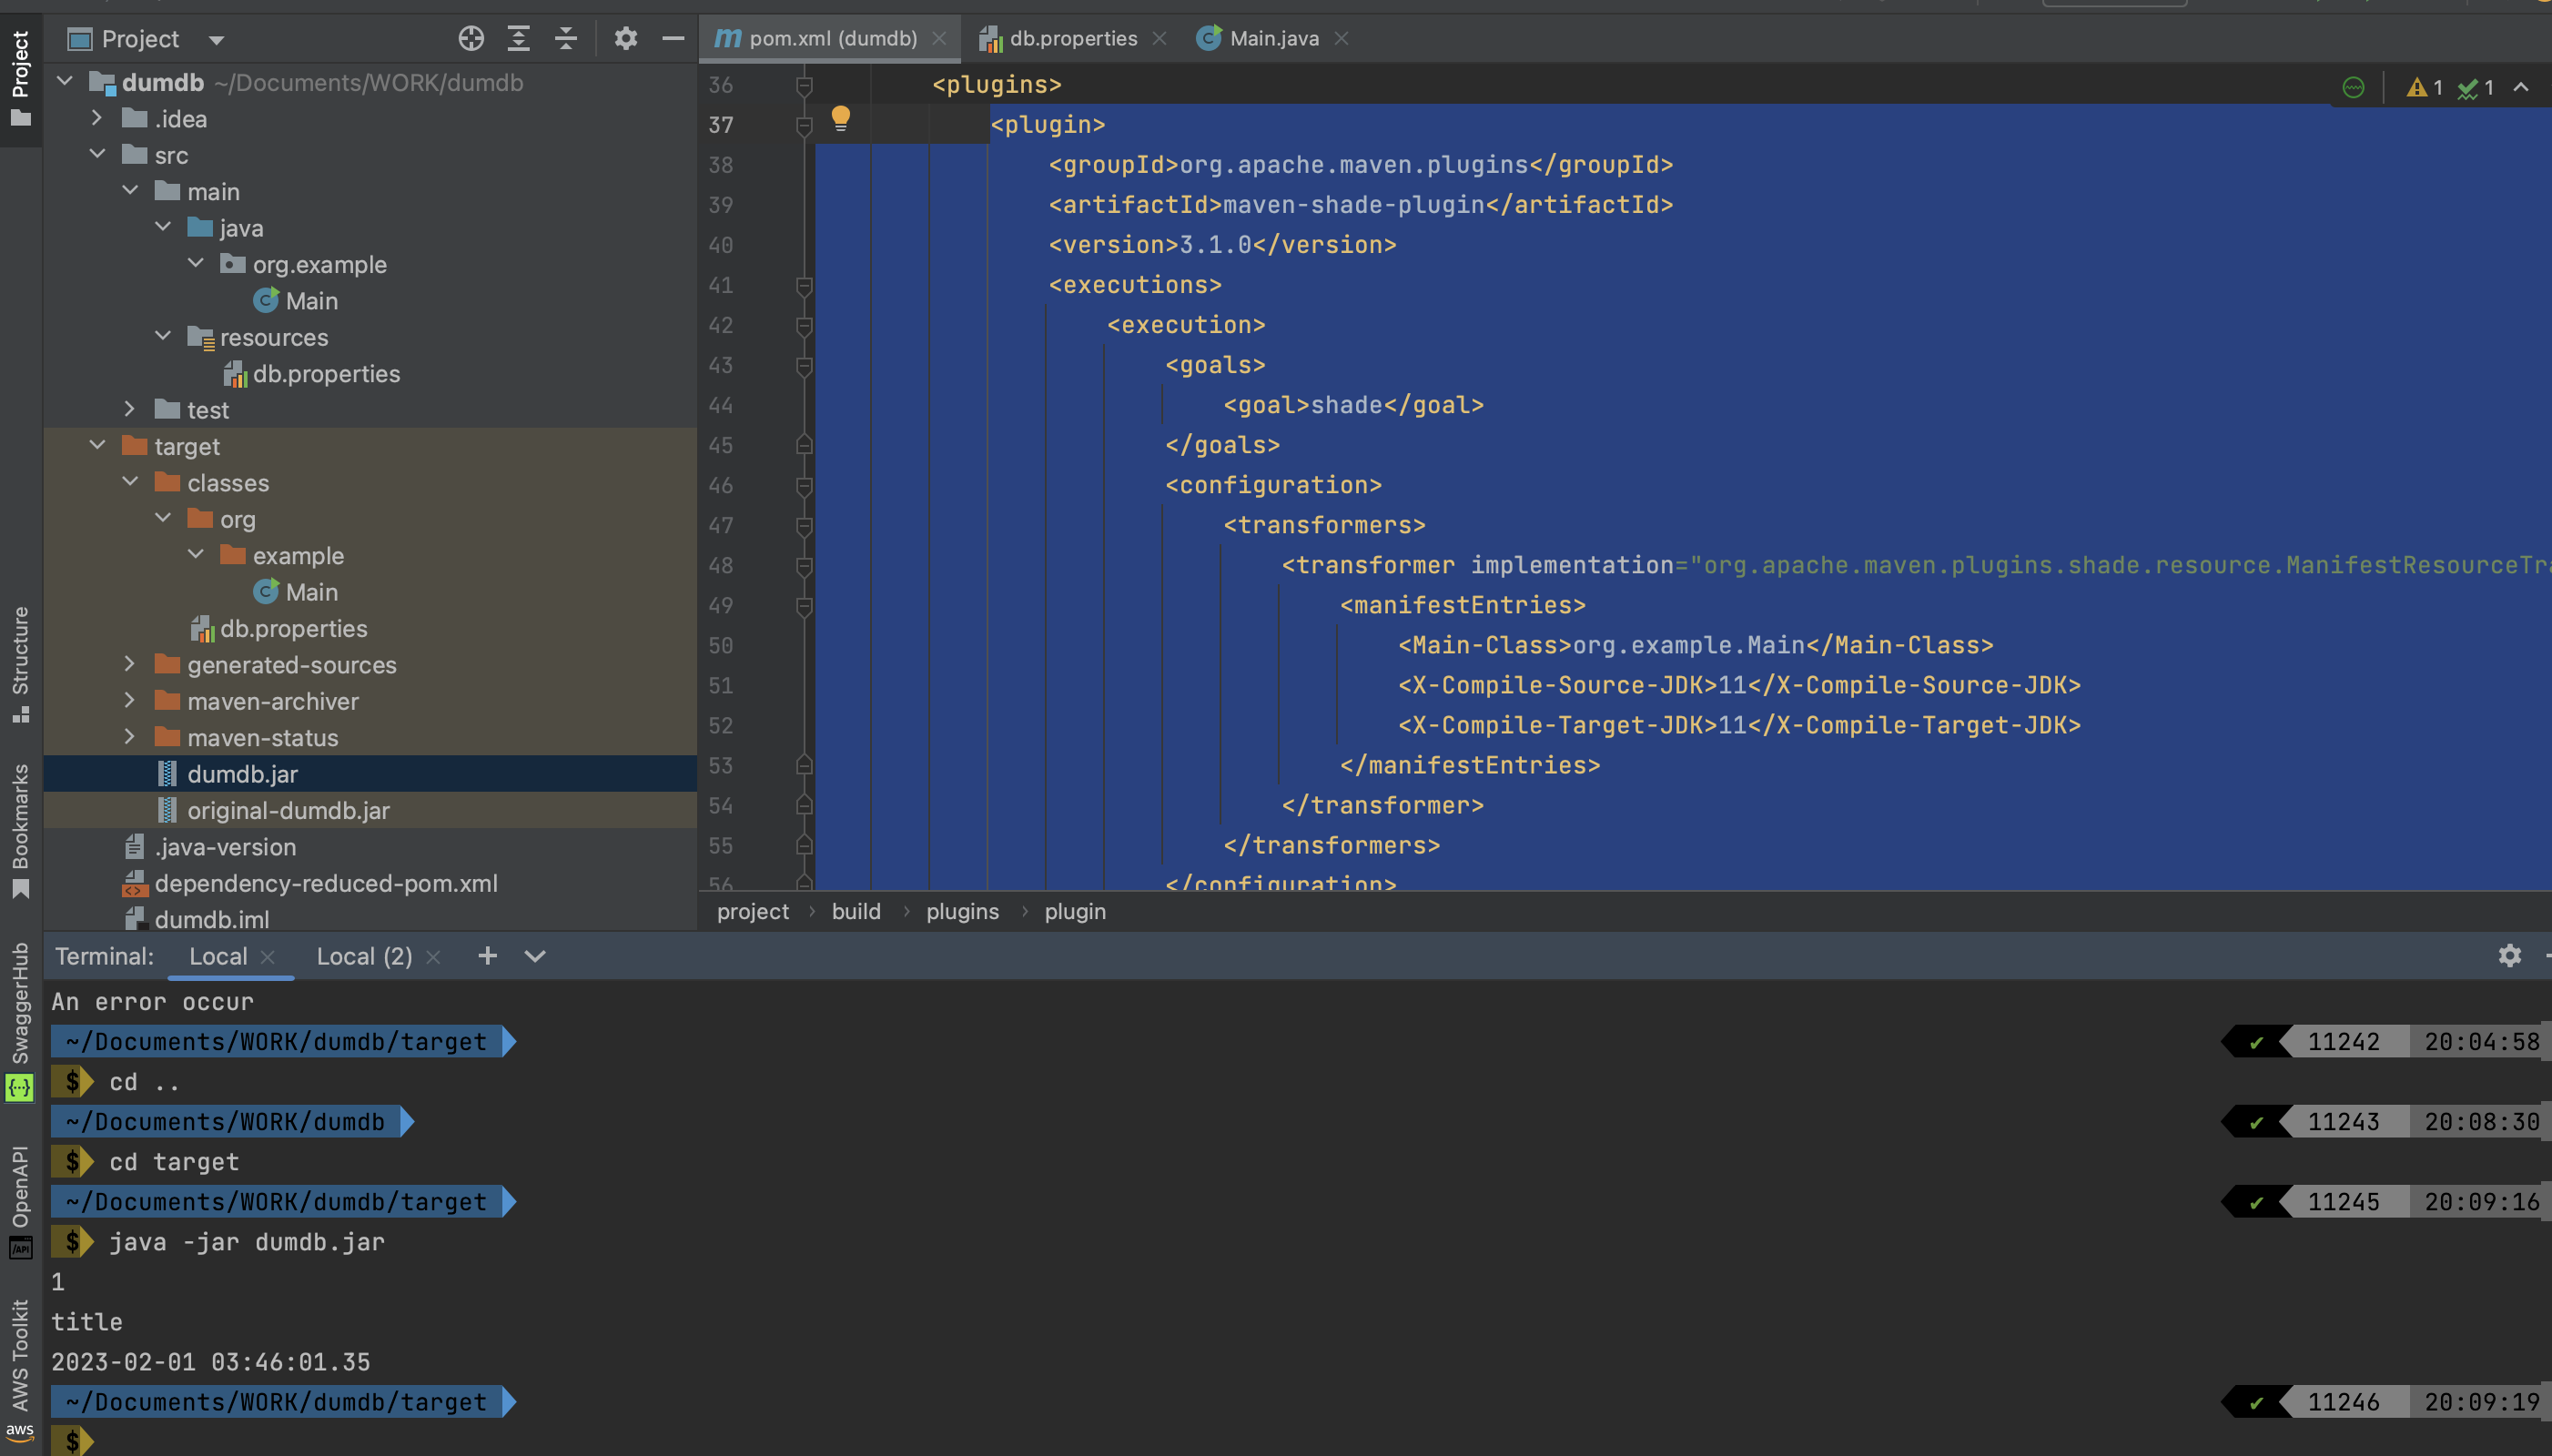 Project
pom.xml (dumdb)
db.properties
Main.java
Project
dumdb ~/Documents/WORK/dumdb
.idea
src
main
java
org.example
Main
resources
db.properties
test
target
classes
org
example
Main
db.properties
generated-sources
maven-archiver
maven-status
dumdb.jar
original-dumdb.jar
.java-version
dependency-reduced-pom.xml
dumdb.iml
Structure
Bookmarks
SwaggerHub
OpenAPI
/API
AWS Toolkit
aws
1 1
36 <plugins>
37 <plugin>
38 <groupId>org.apache.maven.plugins</groupId>
39 <artifactId>maven-shade-plugin</artifactId>
40 <version>3.1.0</version>
41 <executions>
42 <execution>
43 <goals>
44 <goal>shade</goal>
45 </goals>
46 <configuration>
47 <transformers>
48 <transformer implementation="org.apache.maven.plugins.shade.resource.ManifestResourceTra
49 <manifestEntries>
50 <Main-Class>org.example.Main</Main-Class>
51 <X-Compile-Source-JDK>11</X-Compile-Source-JDK>
52 <X-Compile-Target-JDK>11</X-Compile-Target-JDK>
53 </manifestEntries>
54 </transformer>
55 </transformers>
56 </configuration>
project > build > plugins > plugin
Terminal: Local Local (2)
An error occur
~/Documents/WORK/dumdb/target ✔ 11242 20:04:58
$ cd ..
~/Documents/WORK/dumdb ✔ 11243 20:08:30
$ cd target
~/Documents/WORK/dumdb/target ✔ 11245 20:09:16
$ java -jar dumdb.jar
1
title
2023-02-01 03:46:01.35
~/Documents/WORK/dumdb/target ✔ 11246 20:09:19
$